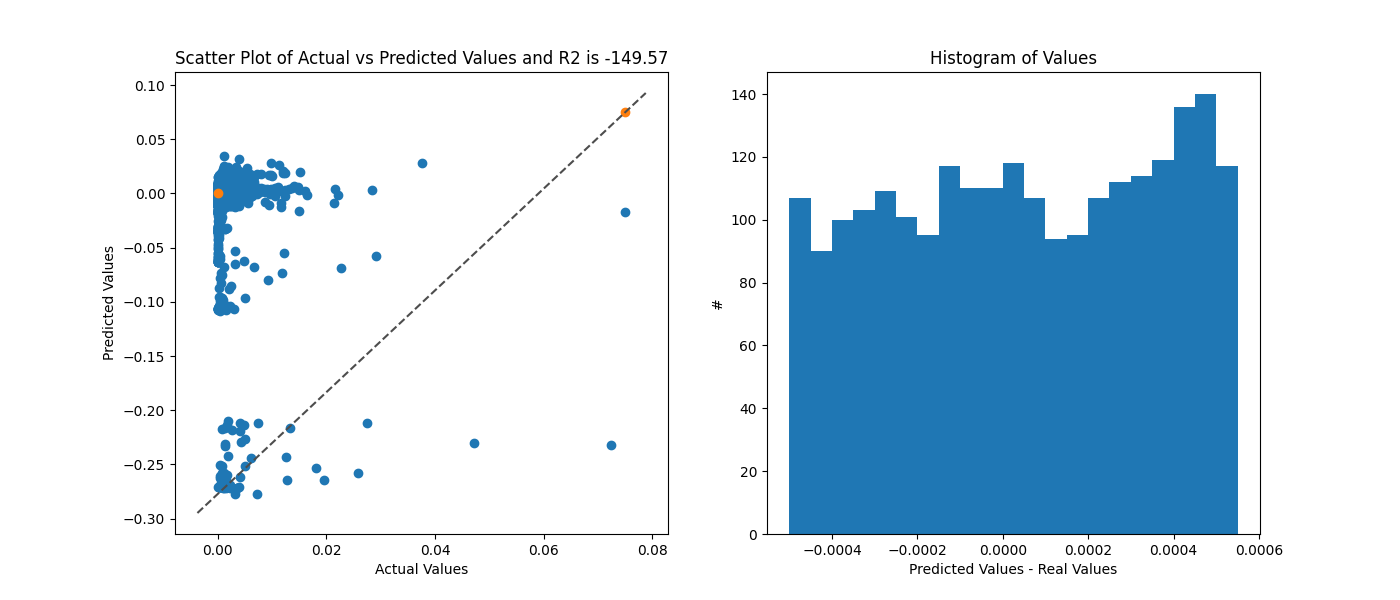 Scatter Plot of Actual vs Predicted Values and R2 is -149.57
0.10
0.05
0.00
−0.05
−0.10
−0.15
−0.20
−0.25
−0.30
Predicted Values
0.00 0.02 0.04 0.06 0.08
Actual Values
Histogram of Values
140
120
100
80
60
40
20
0
#
−0.0004 −0.0002 0.0000 0.0002 0.0004 0.0006
Predicted Values - Real Values